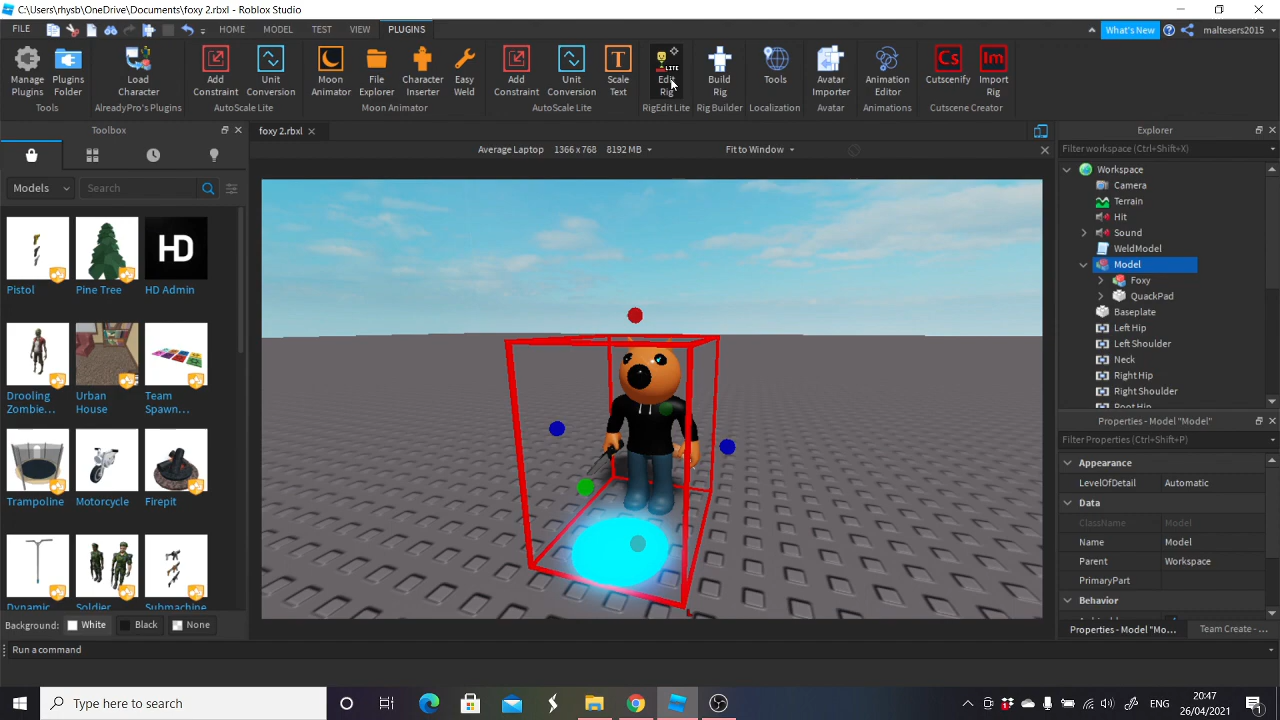 C:\Users\rhysb\OneDrive\Documents\foxy 2.rbxl - Roblox Studio
FILE HOME MODEL TEST VIEW PLUGINS What's New maltesers2015
Manage Plugins
Plugins Folder
Load Character
Add Constraint
Unit Conversion
Moon Animator
File Explorer
Character Inserter
Easy Weld
Add Constraint
Unit Conversion
Scale Text
LITE
Edit Rig
Build Rig
Tools
Avatar Importer
Animation Editor
Cs
Cutscenify
Im
Import Rig
Tools AlreadyPro's Plugins AutoScale Lite Moon Animator AutoScale Lite RigEdit Lite Rig Builder Localization Avatar Animations Cutscene Creator
Toolbox
Models Search
HD
Pistol Pine Tree HD Admin
Drooling Zombie...
Urban House
Team Spawn...
Trampoline Motorcycle Firepit
Dynamic Soldier Submachine
Background: White Black None
foxy 2.rbxl
Average Laptop 1366 x 768 8192 MB Fit to Window
Explorer
Filter workspace (Ctrl+Shift+X)
Workspace
Camera
Terrain
Hit
Sound
WeldModel
Model
Foxy
QuackPad
Baseplate
Left Hip
Left Shoulder
Neck
Right Hip
Right Shoulder
Root Hip
Properties - Model "Model"
Filter Properties (Ctrl+Shift+P)
Appearance
LevelOfDetail Automatic
Data
ClassName Model
Name Model
Parent Workspace
PrimaryPart
Behavior
Properties - Model "Mo... Team Create - ...
Run a command
Type here to search
ENG
20:47
26/04/2021